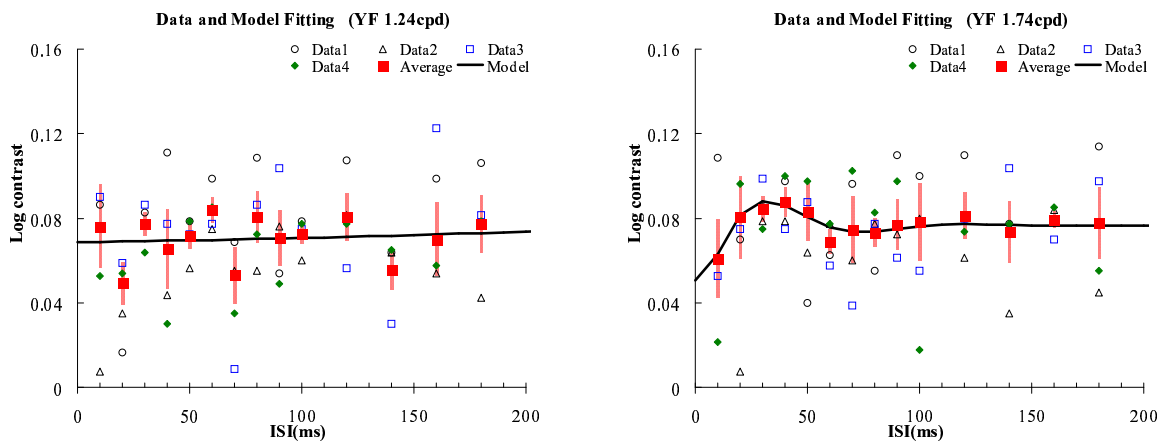 Data and Model Fitting (YF 1.24cpd)
0.16
Data1 Data2 Data3
Data4 Average Model
0.12
0.08
0.04
0
Log contrast
0 50 100 150 200
ISI(ms)
Data and Model Fitting (YF 1.74cpd)
0.16
Data1 Data2 Data3
Data4 Average Model
0.12
0.08
0.04
0
Log contrast
0 50 100 150 200
ISI(ms)